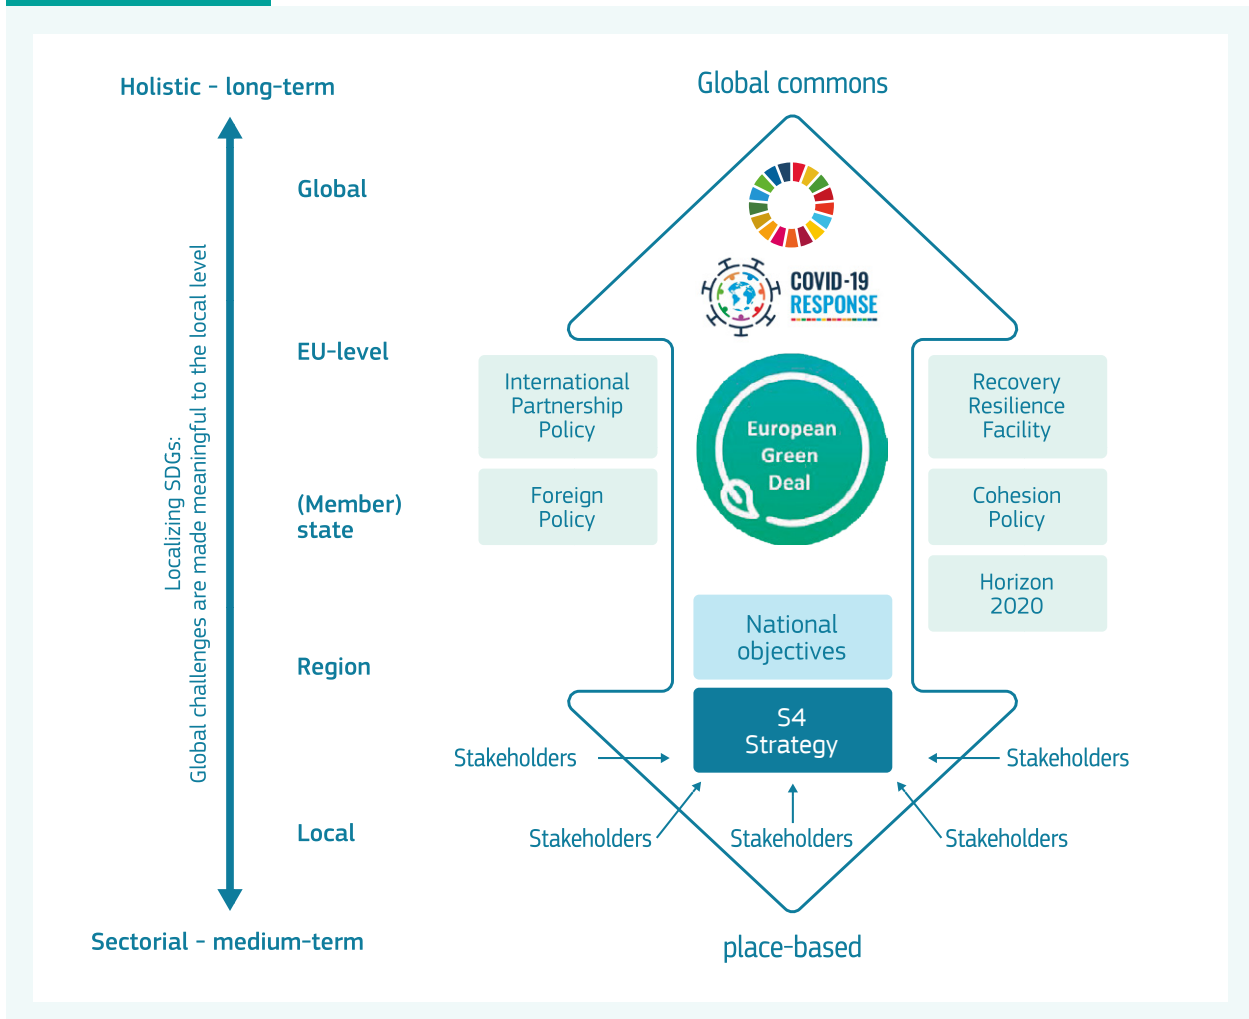 Holistic - long-term
Localizing SDGs:
Global challenges are made meaningful to the local level
Sectorial - medium-term
Global
EU-level
(Member)
state
Region
Local
Global commons
COVID-19
RESPONSE
International
Partnership
Policy
Foreign
Policy
European
Green
Deal
Recovery
Resilience
Facility
Cohesion
Policy
Horizon
2020
National
objectives
S4
Strategy
Stakeholders
Stakeholders
Stakeholders
Stakeholders
Stakeholders
place-based